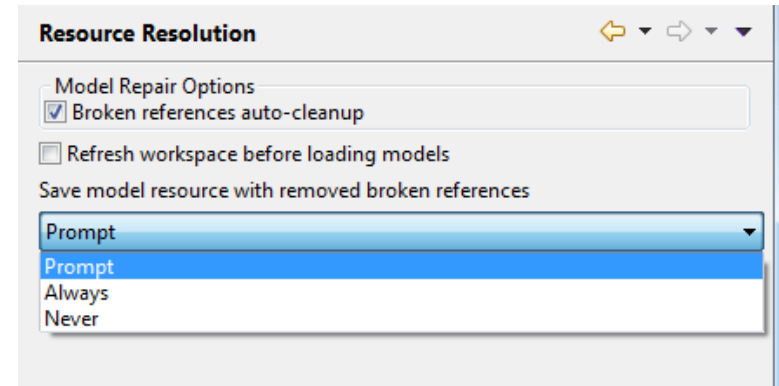 Resource Resolution
Model Repair Options
Broken references auto-cleanup
Refresh workspace before loading models
Save model resource with removed broken references
Prompt
Prompt
Always
Never